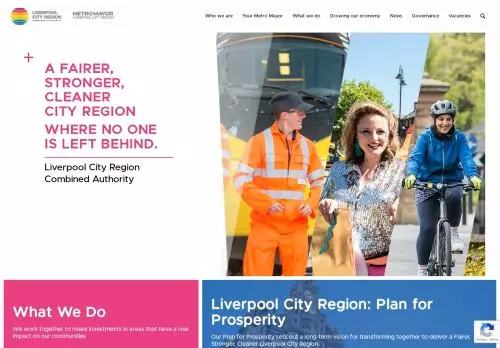 LIVERPOOL
CITY REGION
METRO MAYOR
LIVERPOOL CITY REGION
Who we are
Your Metro Mayor
What we do
Growing our economy
News
Governance
Vacancies
A FAIRER,
STRONGER,
CLEANER
CITY REGION
WHERE NO ONE
IS LEFT BEHIND.
Liverpool City Region
Combined Authority
What We Do
We work together to make investments in areas that have a real
impact on our communities
Liverpool City Region: Plan for
Prosperity
Our Plan for Prosperity sets out a long-term vision for transforming together to deliver a Fairer,
Stronger, Cleaner Liverpool City Region.